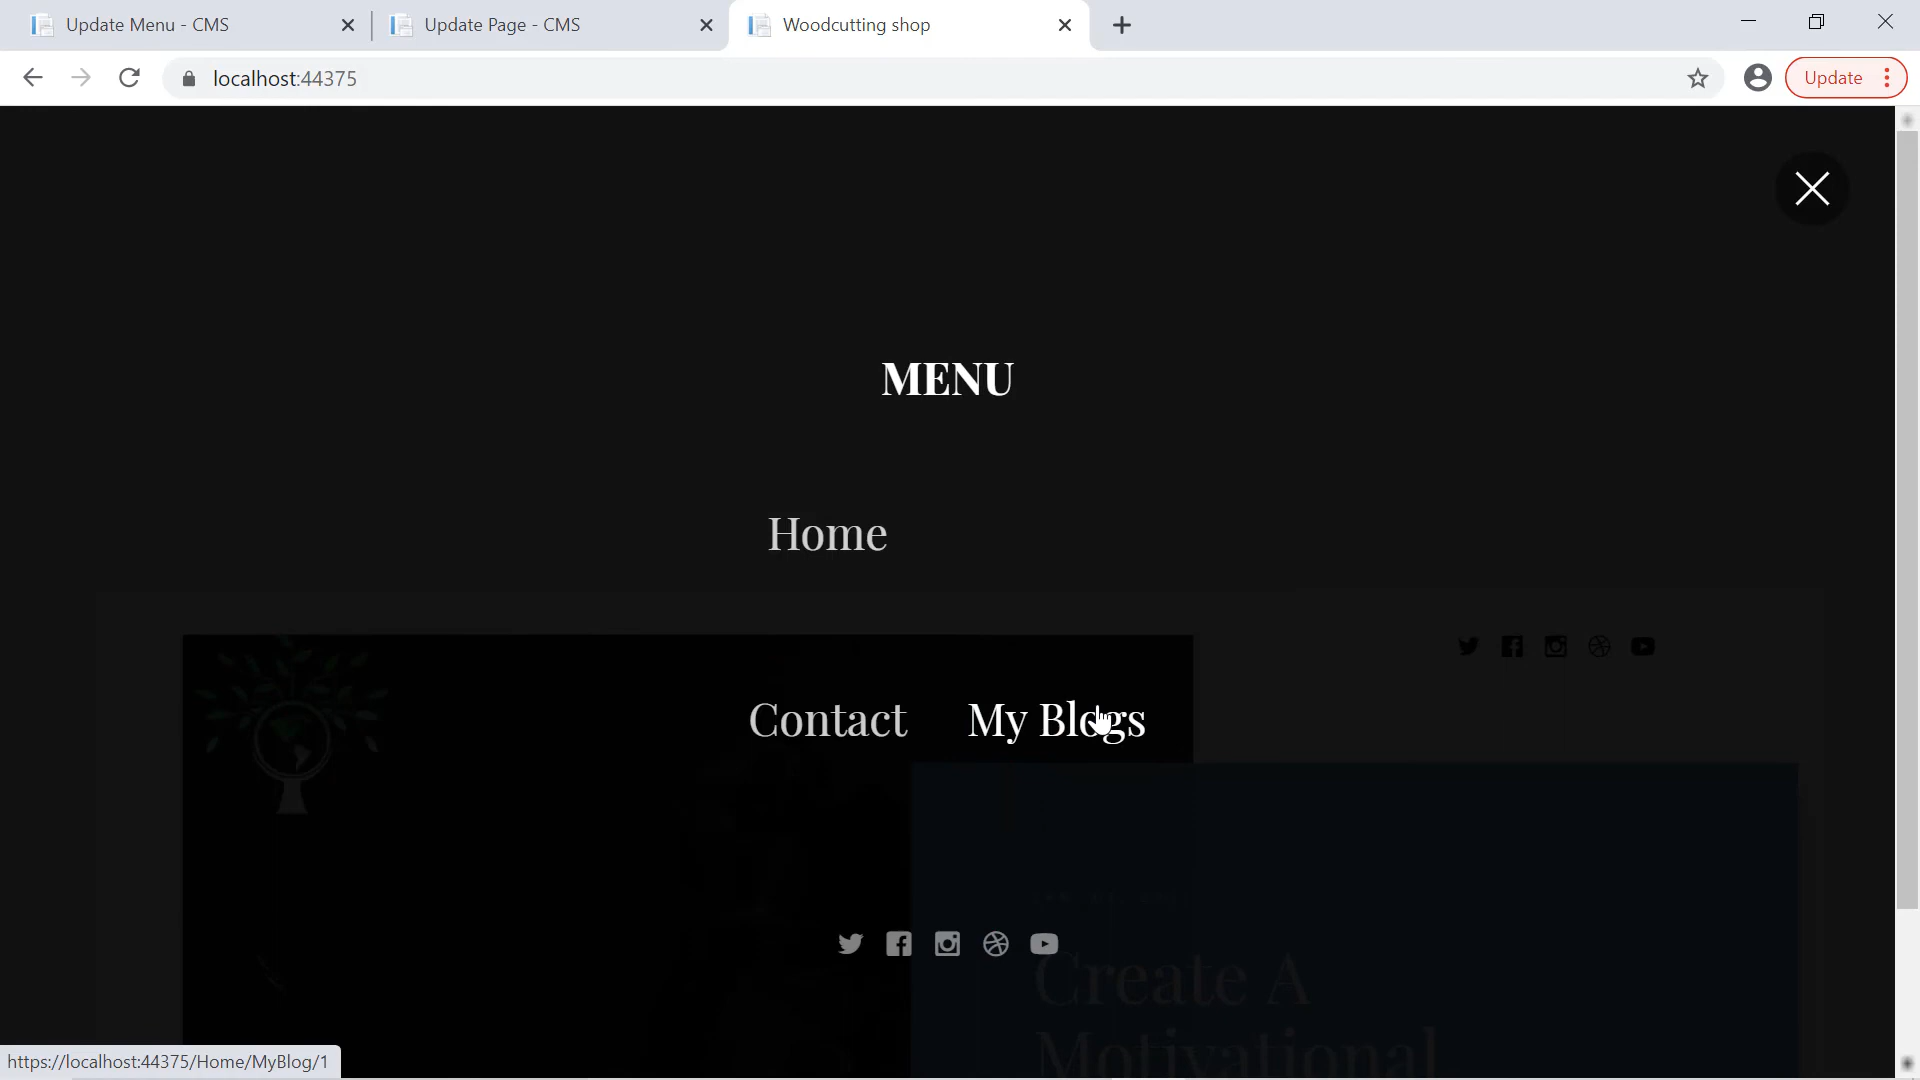 Update Menu - CMS
Update Page - CMS
Woodcutting shop
localhost:44375
Update
MENU
Home
Contact
My Blogs
Create A
Motivational
https://localhost:44375/Home/MyBlog/1